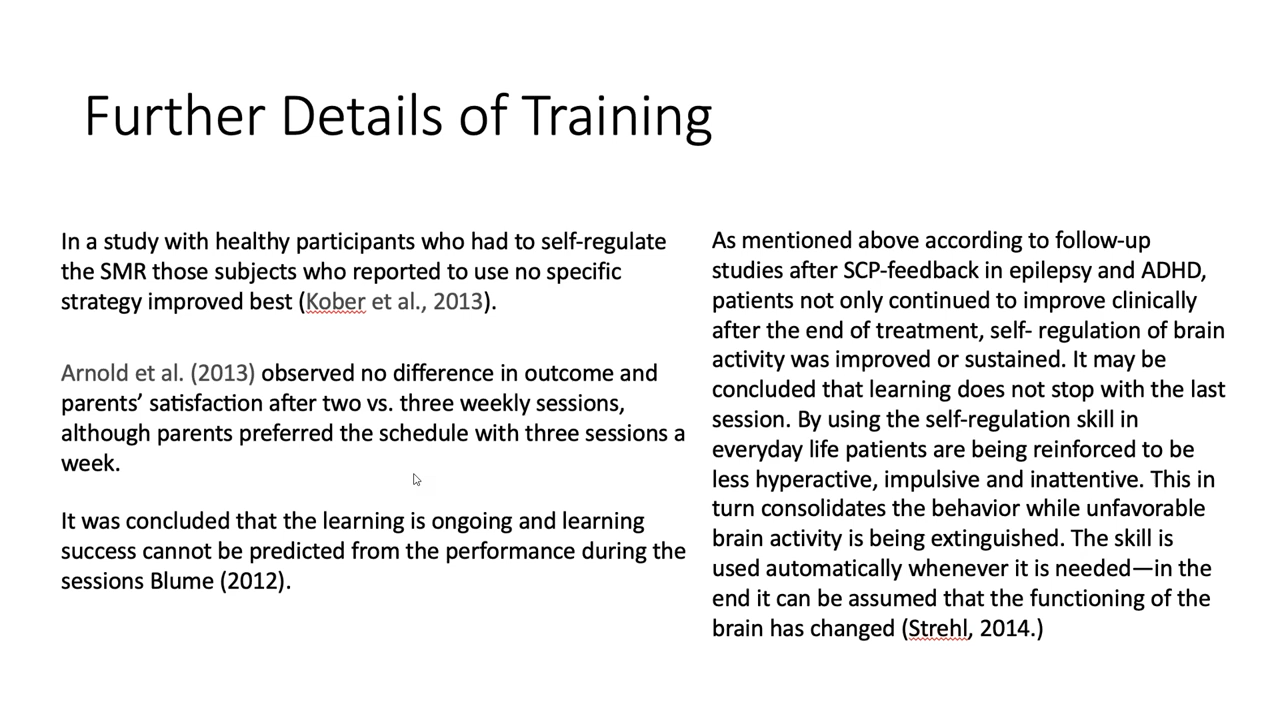 Further Details of Training
In a study with healthy participants who had to self-regulate
the SMR those subjects who reported to use no specific
strategy improved best (Kober et al., 2013).
Arnold et al. (2013) observed no difference in outcome and
parents’ satisfaction after two vs. three weekly sessions,
although parents preferred the schedule with three sessions a
week.
It was concluded that the learning is ongoing and learning
success cannot be predicted from the performance during the
sessions Blume (2012).
As mentioned above according to follow-up
studies after SCP-feedback in epilepsy and ADHD,
patients not only continued to improve clinically
after the end of treatment, self- regulation of brain
activity was improved or sustained. It may be
concluded that learning does not stop with the last
session. By using the self-regulation skill in
everyday life patients are being reinforced to be
less hyperactive, impulsive and inattentive. This in
turn consolidates the behavior while unfavorable
brain activity is being extinguished. The skill is
used automatically whenever it is needed—in the
end it can be assumed that the functioning of the
brain has changed (Strehl, 2014.)